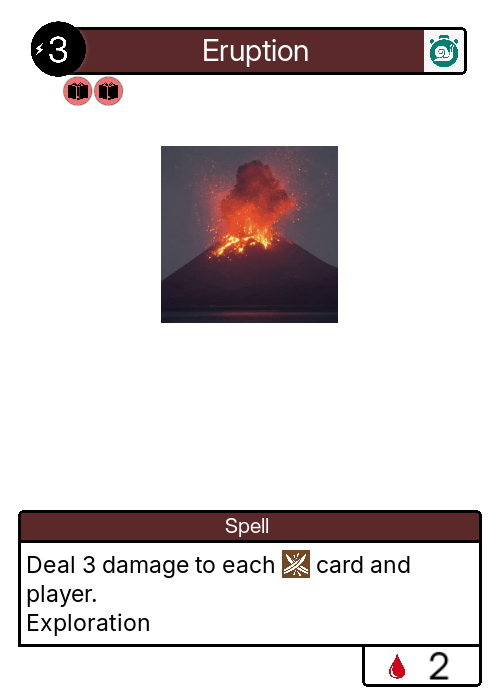 3
Eruption
Spell
Deal 3 damage to each card and
player.
Exploration
2